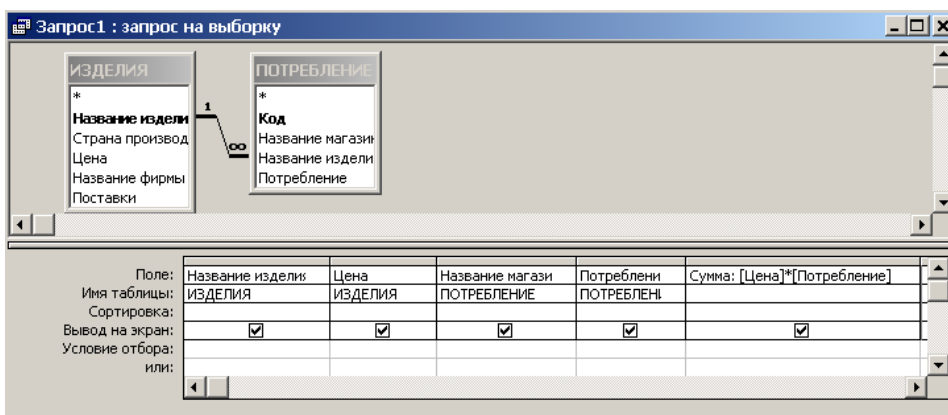 Запрос1 : запрос на выборку
ИЗДЕЛИЯ
*
Название издели
Страна производ
Цена
Название фирмы
Поставки
1
∞
ПОТРЕБЛЕНИЕ
*
Код
Название магази
Название издели
Потребление
Поле: Название изделия Цена Название магази Потреблени Сумма: [Цена]*[Потребление]
Имя таблицы: ИЗДЕЛИЯ ИЗДЕЛИЯ ПОТРЕБЛЕНИЕ ПОТРЕБЛЕНИ
Сортировка:
Вывод на экран:
Условие отбора:
или: